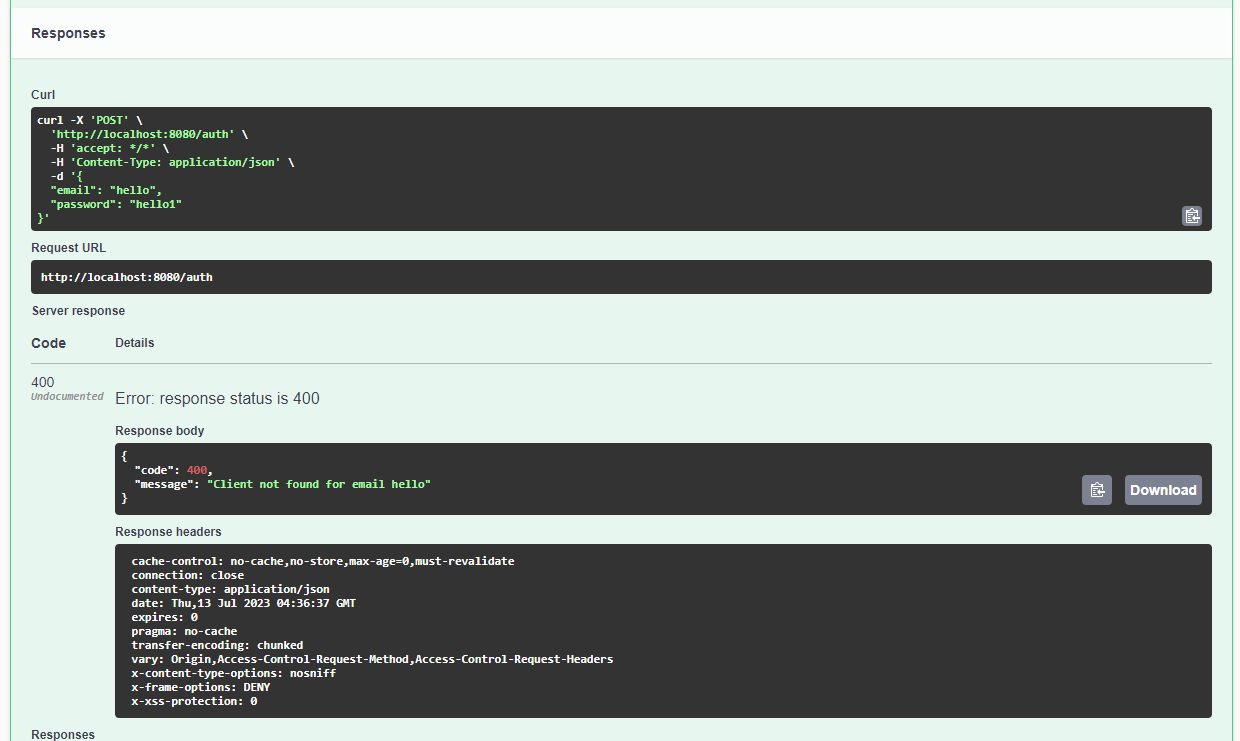 Responses
Curl
curl -X 'POST' \
  'http://localhost:8080/auth' \
  -H 'accept: */*' \
  -H 'Content-Type: application/json' \
  -d '{
  "email": "hello",
  "password": "hello1"
}'
Request URL
http://localhost:8080/auth
Server response
Code Details
400
Undocumented
Error: response status is 400
Response body
{
  "code": 400,
  "message": "Client not found for email hello"
}
Download
Response headers
cache-control: no-cache,no-store,max-age=0,must-revalidate
connection: close
content-type: application/json
date: Thu,13 Jul 2023 04:36:37 GMT
expires: 0
pragma: no-cache
transfer-encoding: chunked
vary: Origin,Access-Control-Request-Method,Access-Control-Request-Headers
x-content-type-options: nosniff
x-frame-options: DENY
x-xss-protection: 0
Responses